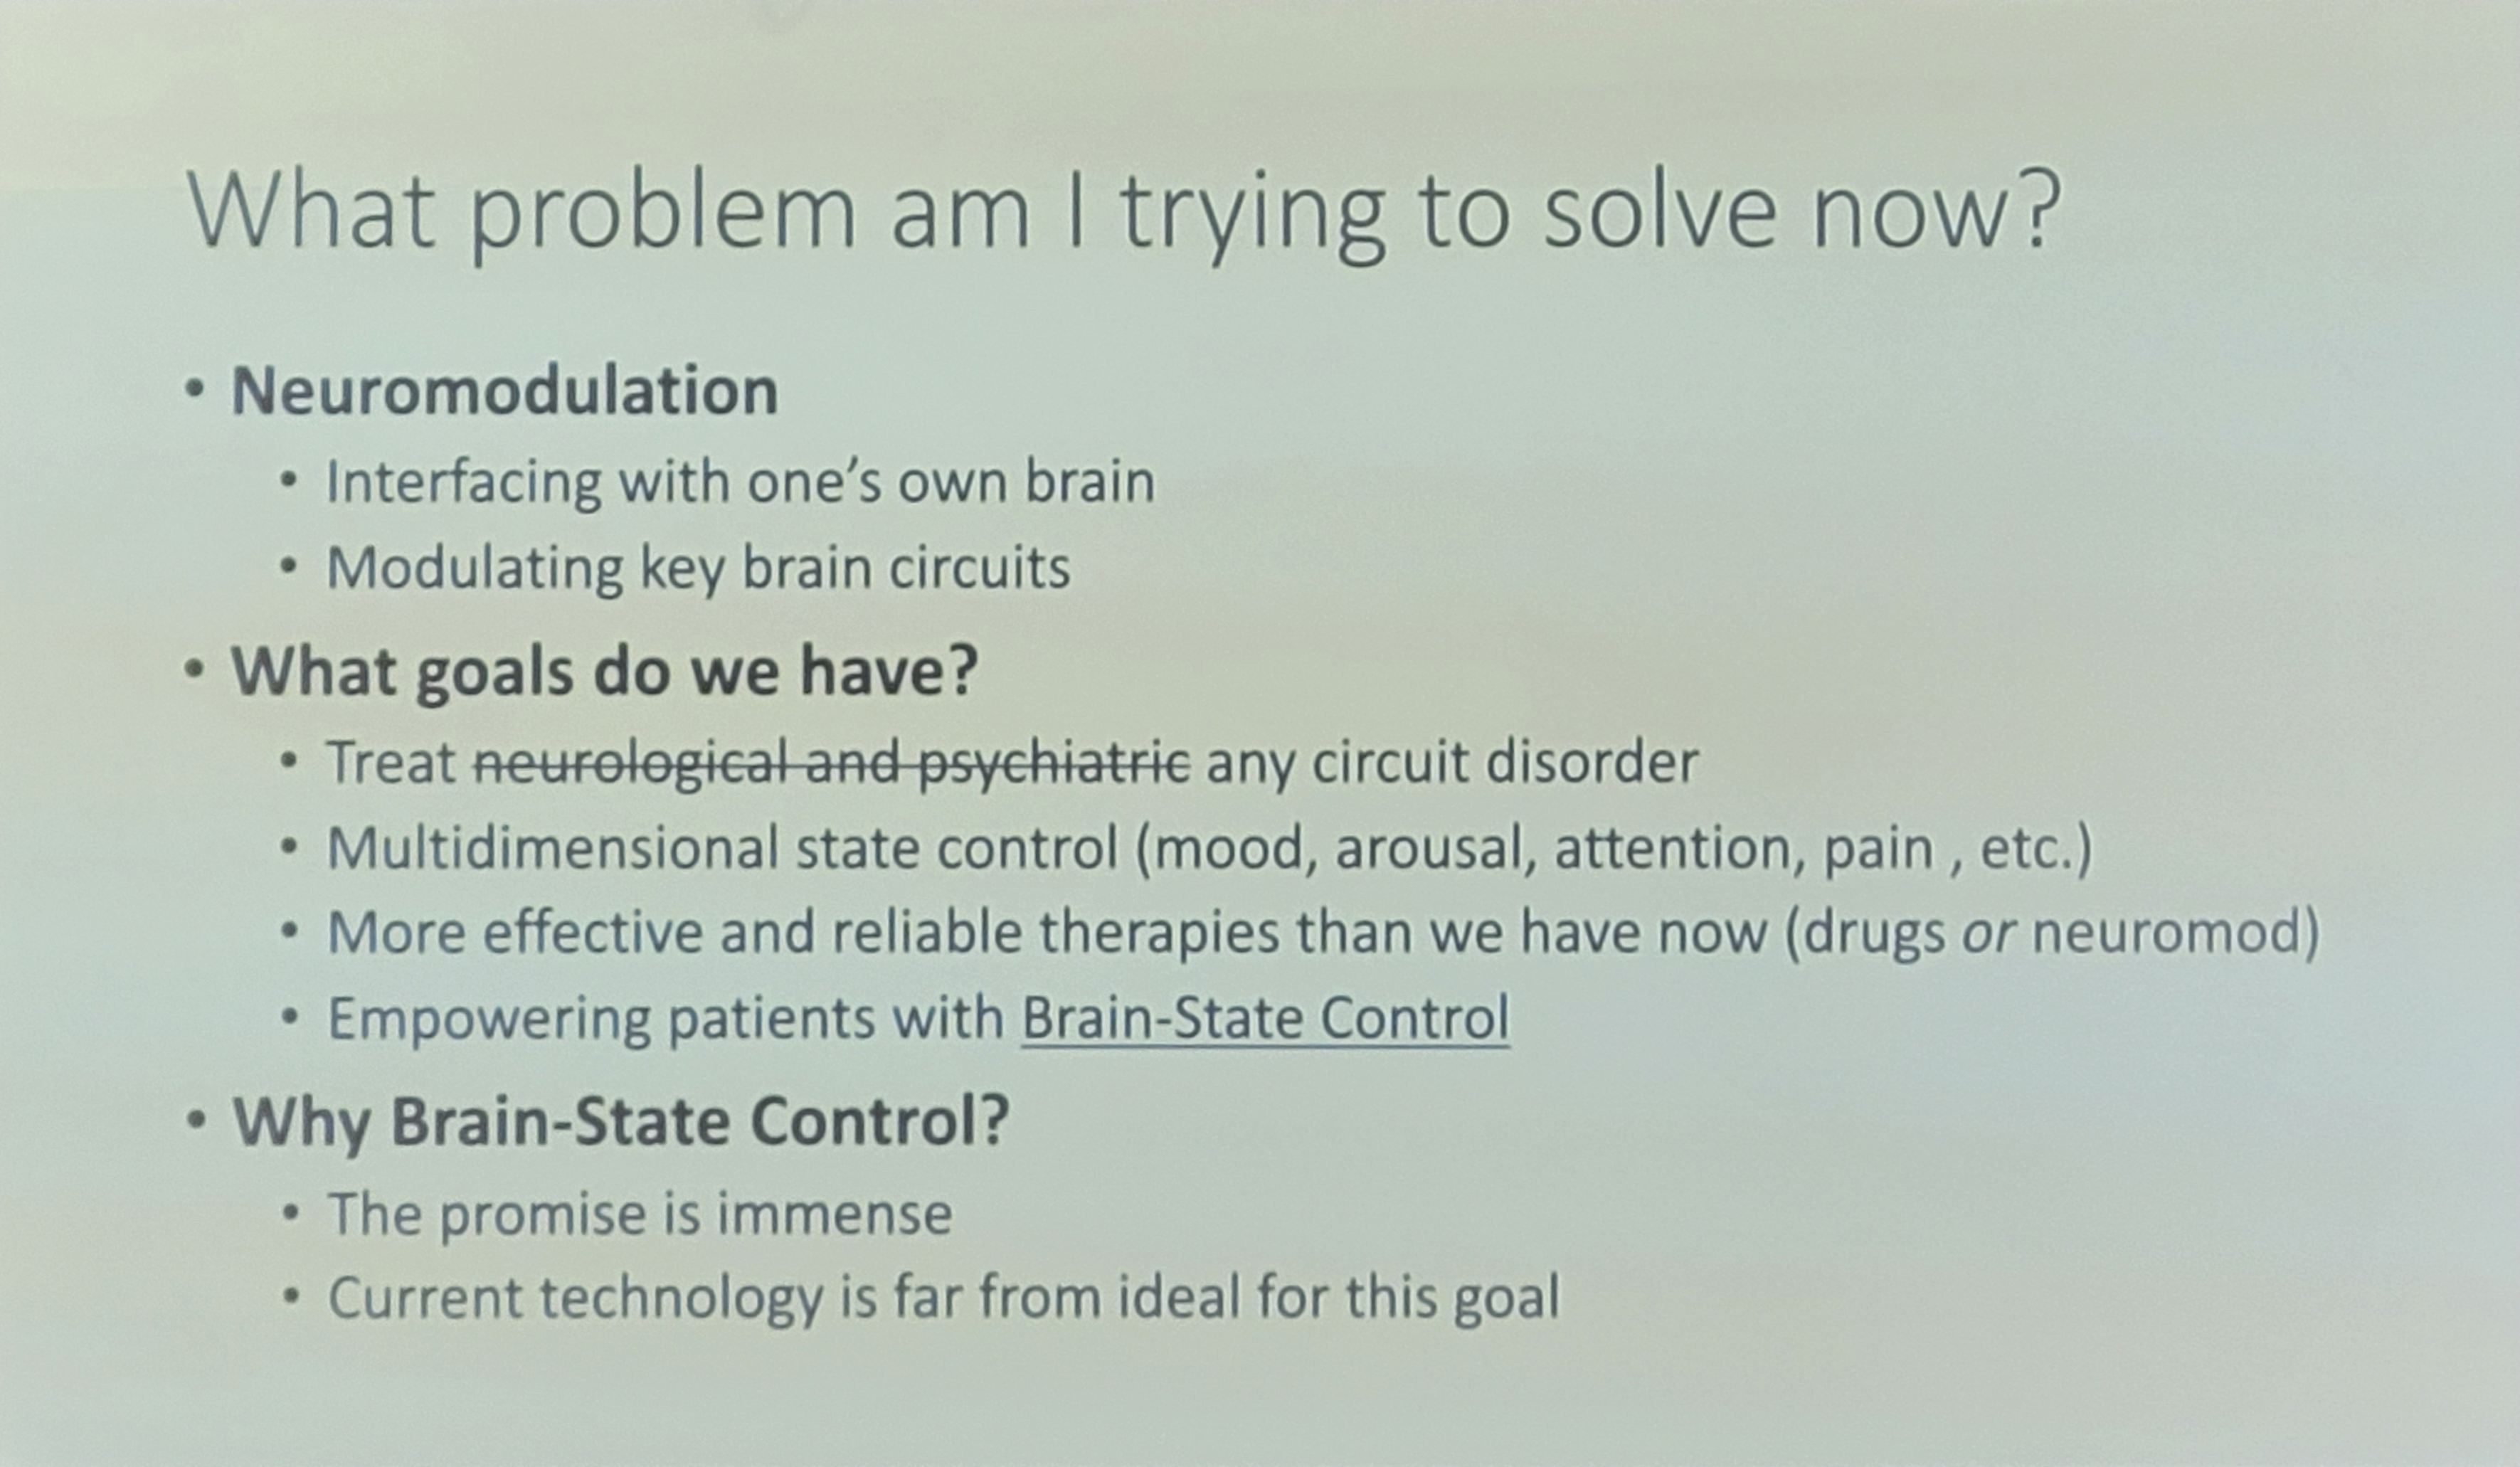 What problem am I trying to solve now?
• Neuromodulation
• Interfacing with one's own brain
• Modulating key brain circuits
• What goals do we have?
• Treat neurological and psychiatric any circuit disorder
• Multidimensional state control (mood, arousal, attention, pain , etc.)
• More effective and reliable therapies than we have now (drugs or neuromod)
• Empowering patients with Brain-State Control
• Why Brain-State Control?
• The promise is immense
• Current technology is far from ideal for this goal